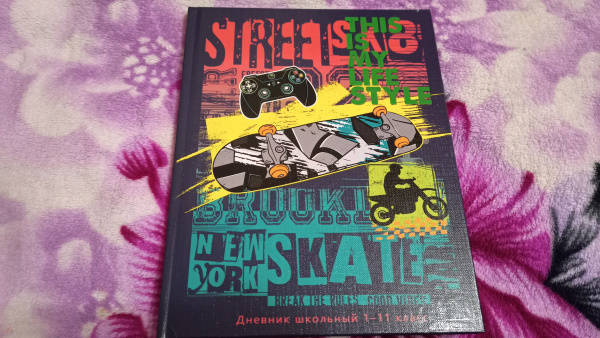 THIS
IS
MY
LIFE
STYLE
BROOKL
NEW
YORK
SKATE
BREAK THE RULES GOOD VIBES
Дневник школьный 1-11 класс